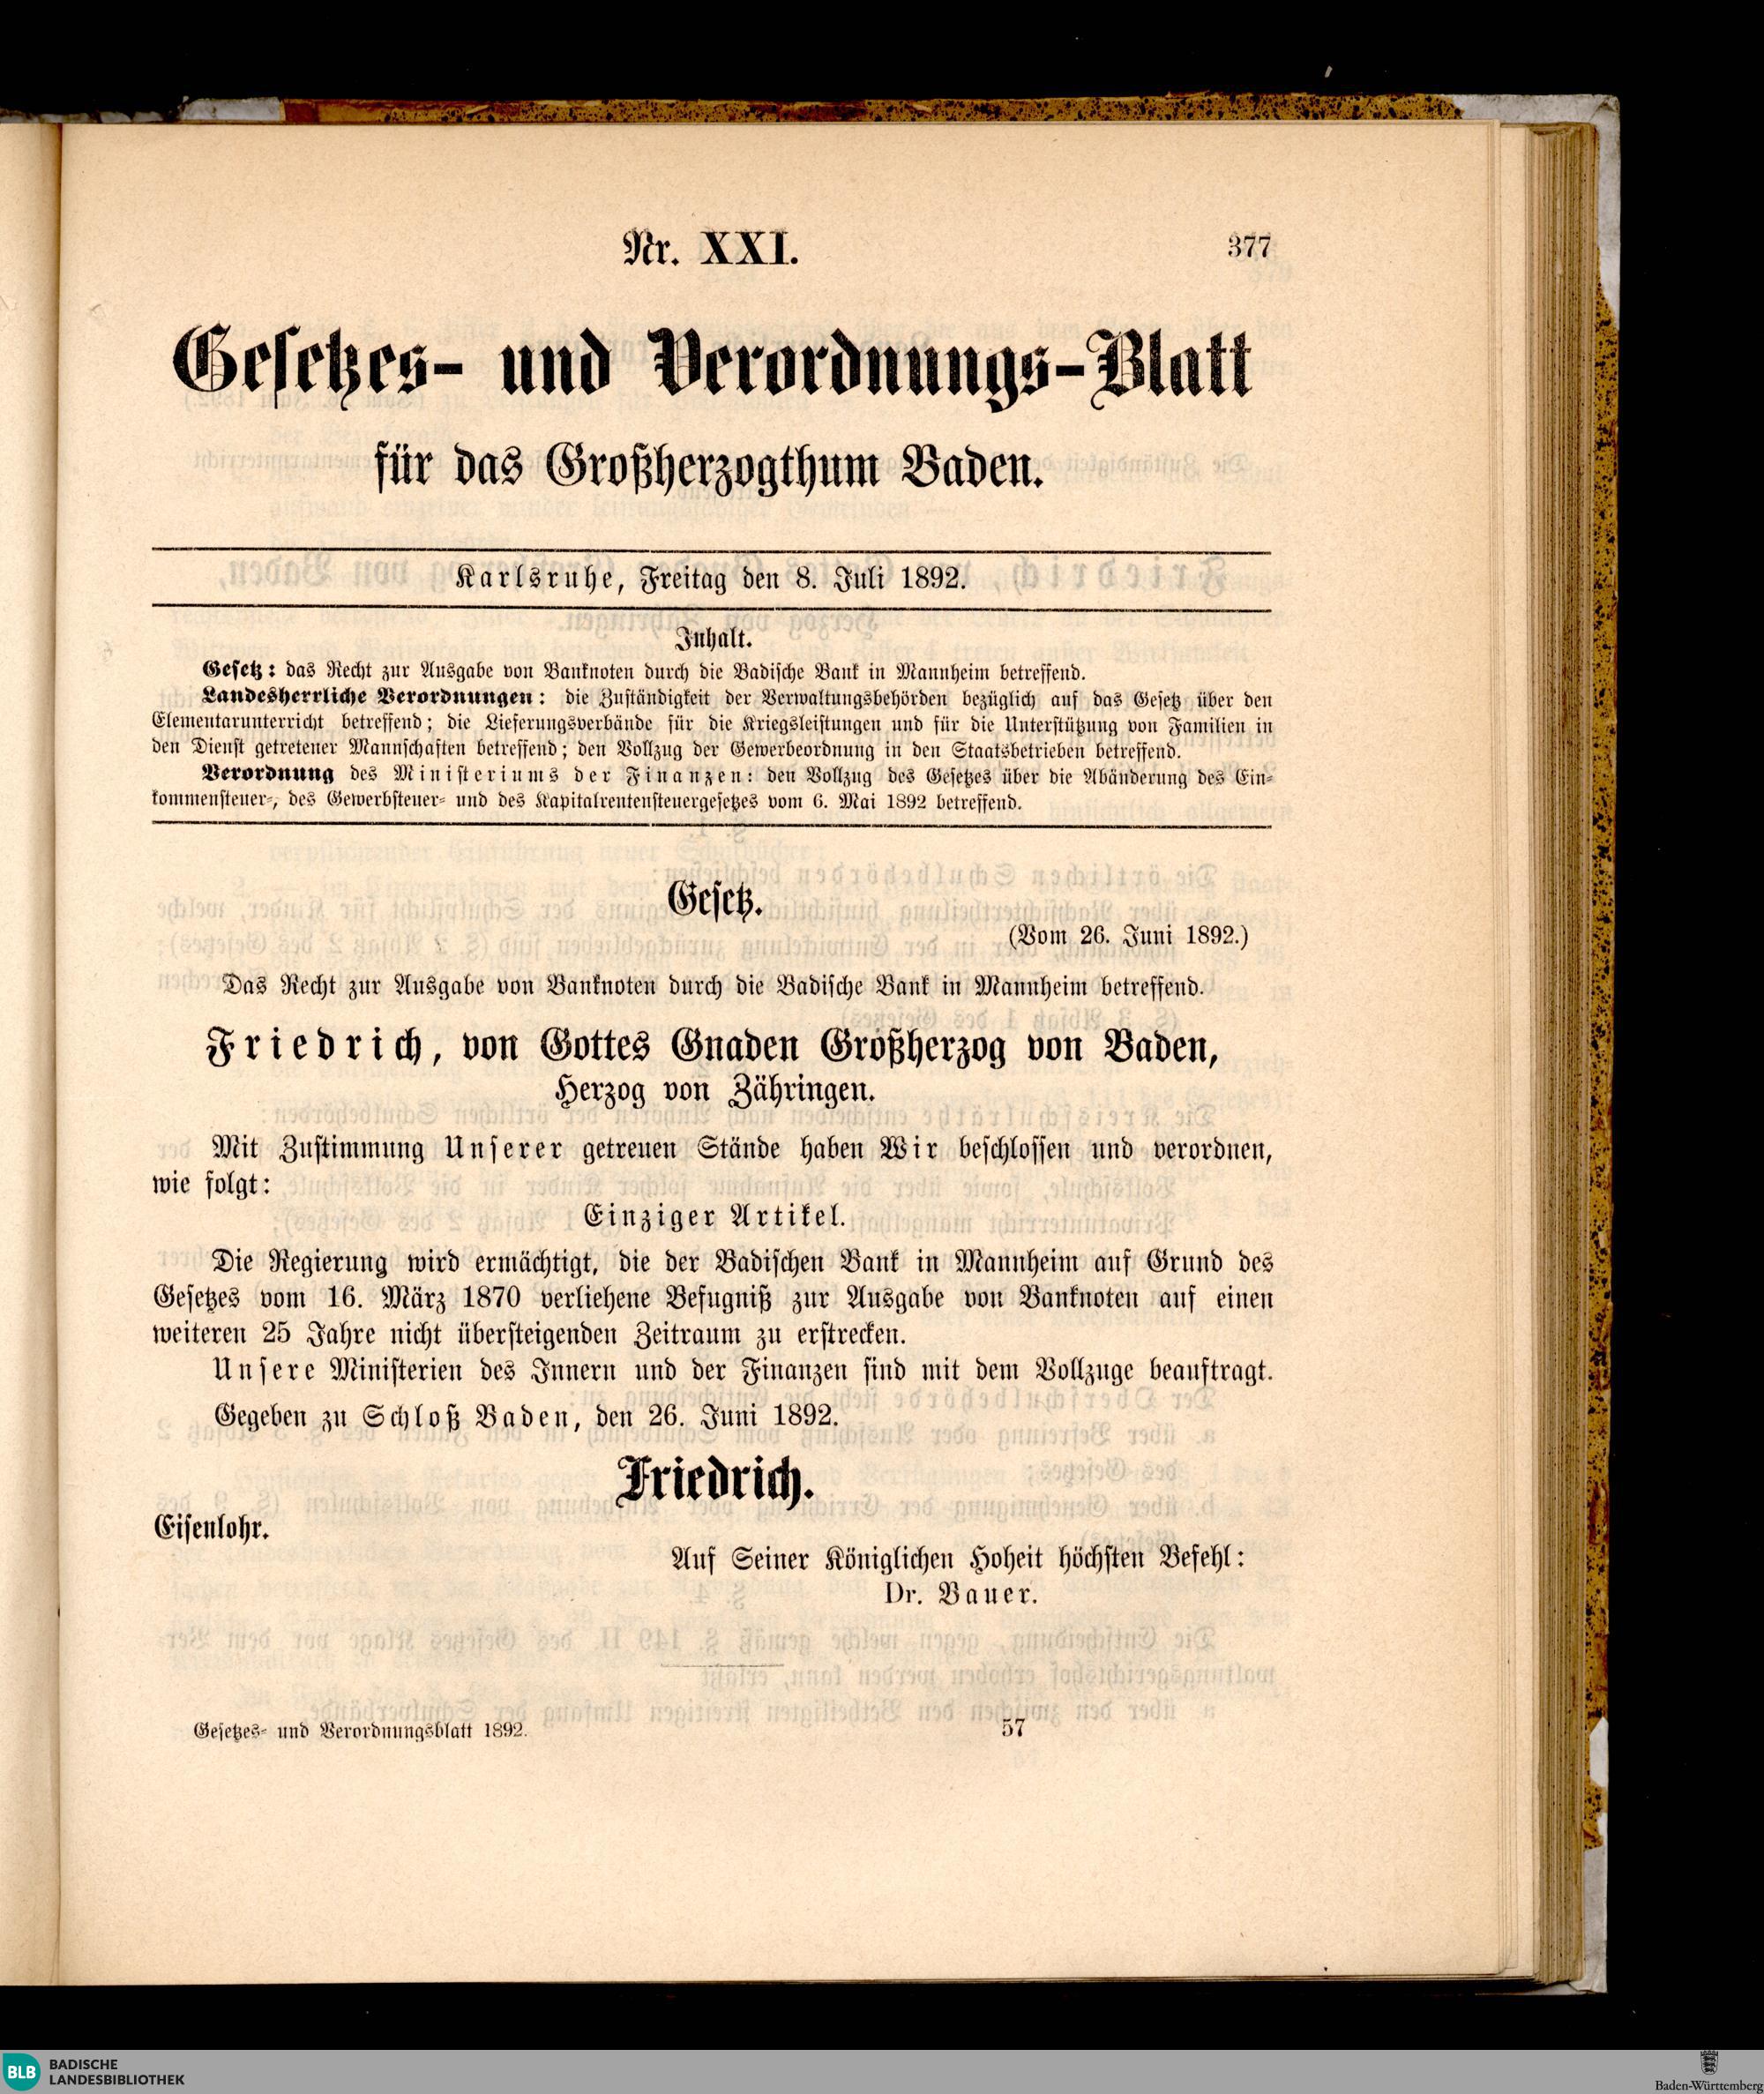 Nr. XXI.
377
Gesetzes- und Verordnungs-Blatt
für das Großherzogthum Baden.
Karlsruhe, Freitag den 8. Juli 1892.
Inhalt.
Gesetz: das Recht zur Ausgabe von Banknoten durch die Badische Bank in Mannheim betreffend.
Landesherrliche Verordnungen: die Zuständigkeit der Verwaltungsbehörden bezüglich auf das Gesetz über den
Elementarunterricht betreffend; die Lieferungsverbände für die Kriegsleistungen und für die Unterstützung von Familien in
den Dienst getretener Mannschaften betreffend; den Vollzug der Gewerbeordnung in den Staatsbetrieben betreffend.
Verordnung des Ministeriums der Finanzen: den Vollzug des Gesetzes über die Abänderung des Ein-
kommensteuer-, des Gewerbsteuer- und des Kapitalrentensteuergesetzes vom 6. Mai 1892 betreffend.
Gesetz.
(Vom 26. Juni 1892.)
Das Recht zur Ausgabe von Banknoten durch die Badische Bank in Mannheim betreffend.
Friedrich, von Gottes Gnaden Großherzog von Baden,
Herzog von Zähringen.
Mit Zustimmung Unserer getreuen Stände haben Wir beschlossen und verordnen,
wie folgt:
Einziger Artikel.
Die Regierung wird ermächtigt, die der Badischen Bank in Mannheim auf Grund des
Gesetzes vom 16. März 1870 verliehene Befugniß zur Ausgabe von Banknoten auf einen
weiteren 25 Jahre nicht übersteigenden Zeitraum zu erstrecken.
Unsere Ministerien des Innern und der Finanzen sind mit dem Vollzuge beauftragt.
Gegeben zu Schloß Baden, den 26. Juni 1892.
Friedrich.
Eisenlohr.
Auf Seiner Königlichen Hoheit höchsten Befehl:
Dr. Bauer.
Gesetzes- und Verordnungsblatt 1892.
57
BLB
BADISCHE
LANDESBIBLIOTHEK
Baden-Württemberg